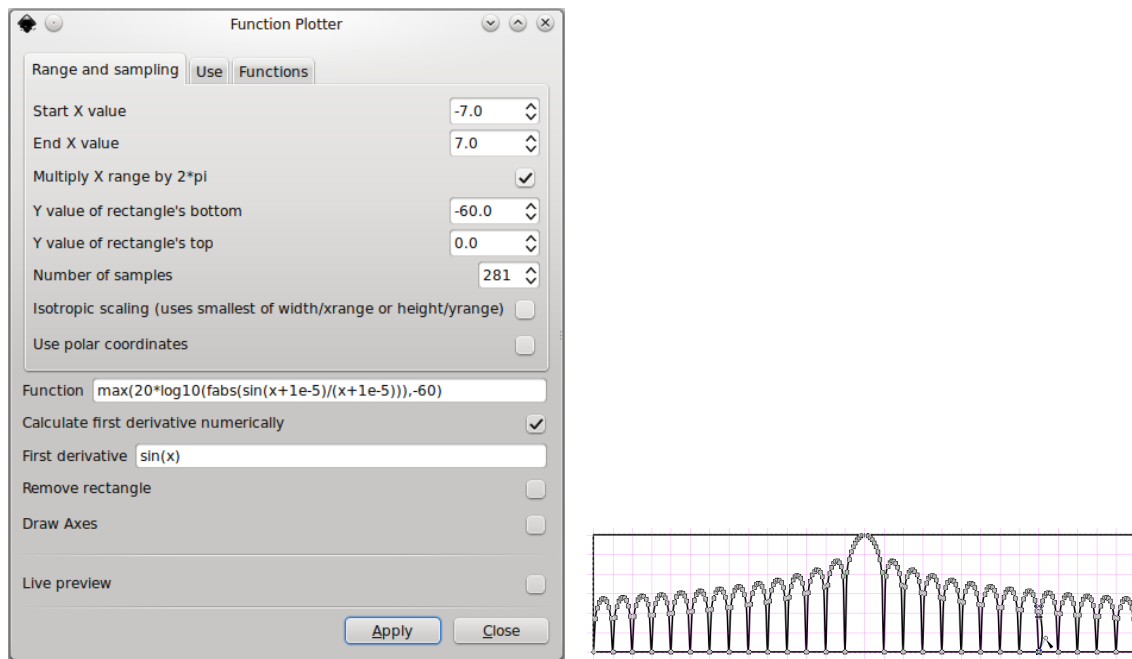 Function Plotter
Range and sampling Use Functions
Start X value -7.0
End X value 7.0
Multiply X range by 2*pi
Y value of rectangle's bottom -60.0
Y value of rectangle's top 0.0
Number of samples 281
Isotropic scaling (uses smallest of width/xrange or height/yrange)
Use polar coordinates
Function max(20*log10(fabs(sin(x+1e-5)/(x+1e-5))),-60)
Calculate first derivative numerically
First derivative sin(x)
Remove rectangle
Draw Axes
Live preview
Apply Close